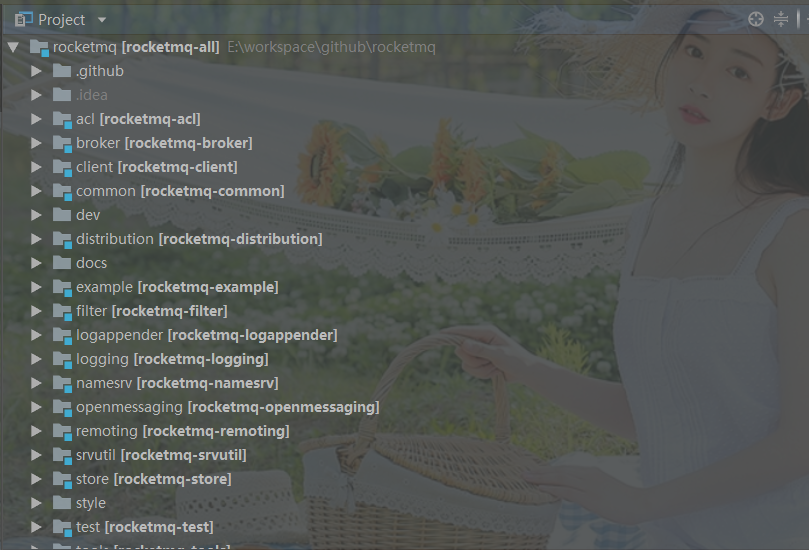 Project
rocketmq [rocketmq-all] E:\workspace\github\rocketmq
.github
.idea
acl [rocketmq-acl]
broker [rocketmq-broker]
client [rocketmq-client]
common [rocketmq-common]
dev
distribution [rocketmq-distribution]
docs
example [rocketmq-example]
filter [rocketmq-filter]
logappender [rocketmq-logappender]
logging [rocketmq-logging]
namesrv [rocketmq-namesrv]
openmessaging [rocketmq-openmessaging]
remoting [rocketmq-remoting]
srvutil [rocketmq-srvutil]
store [rocketmq-store]
style
test [rocketmq-test]
tools [rocketmq-tools]